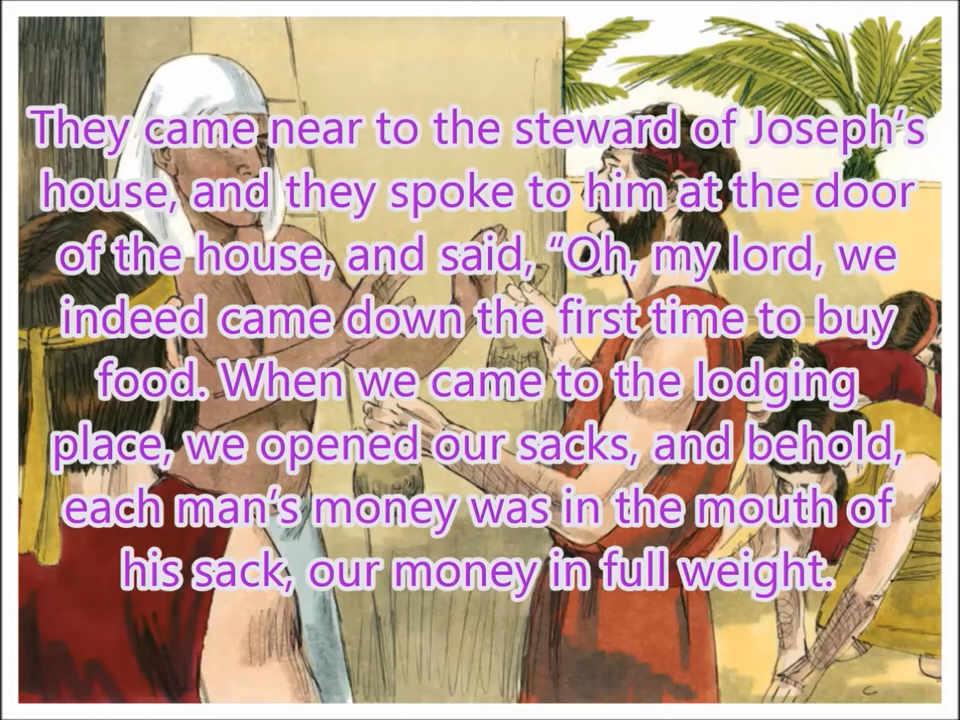 They came near to the steward of Joseph’s
house, and they spoke to him at the door
of the house, and said, “Oh, my lord, we
indeed came down the first time to buy
food. When we came to the lodging
place, we opened our sacks, and behold,
each man’s money was in the mouth of
his sack, our money in full weight.